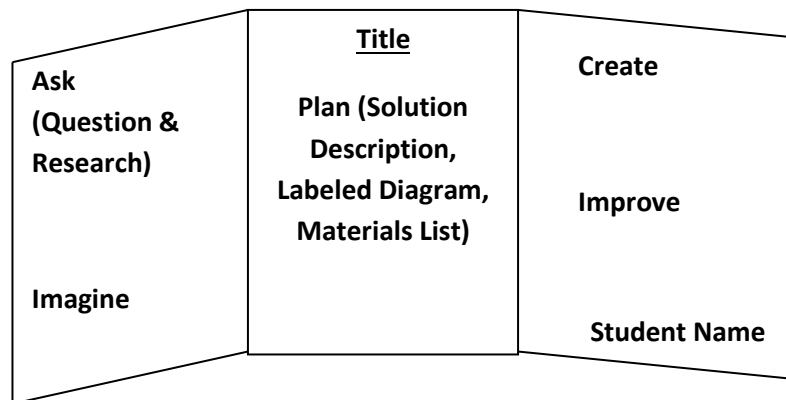 Ask
(Question &
Research)
Imagine
Title
Plan (Solution
Description,
Labeled Diagram,
Materials List)
Create
Improve
Student Name